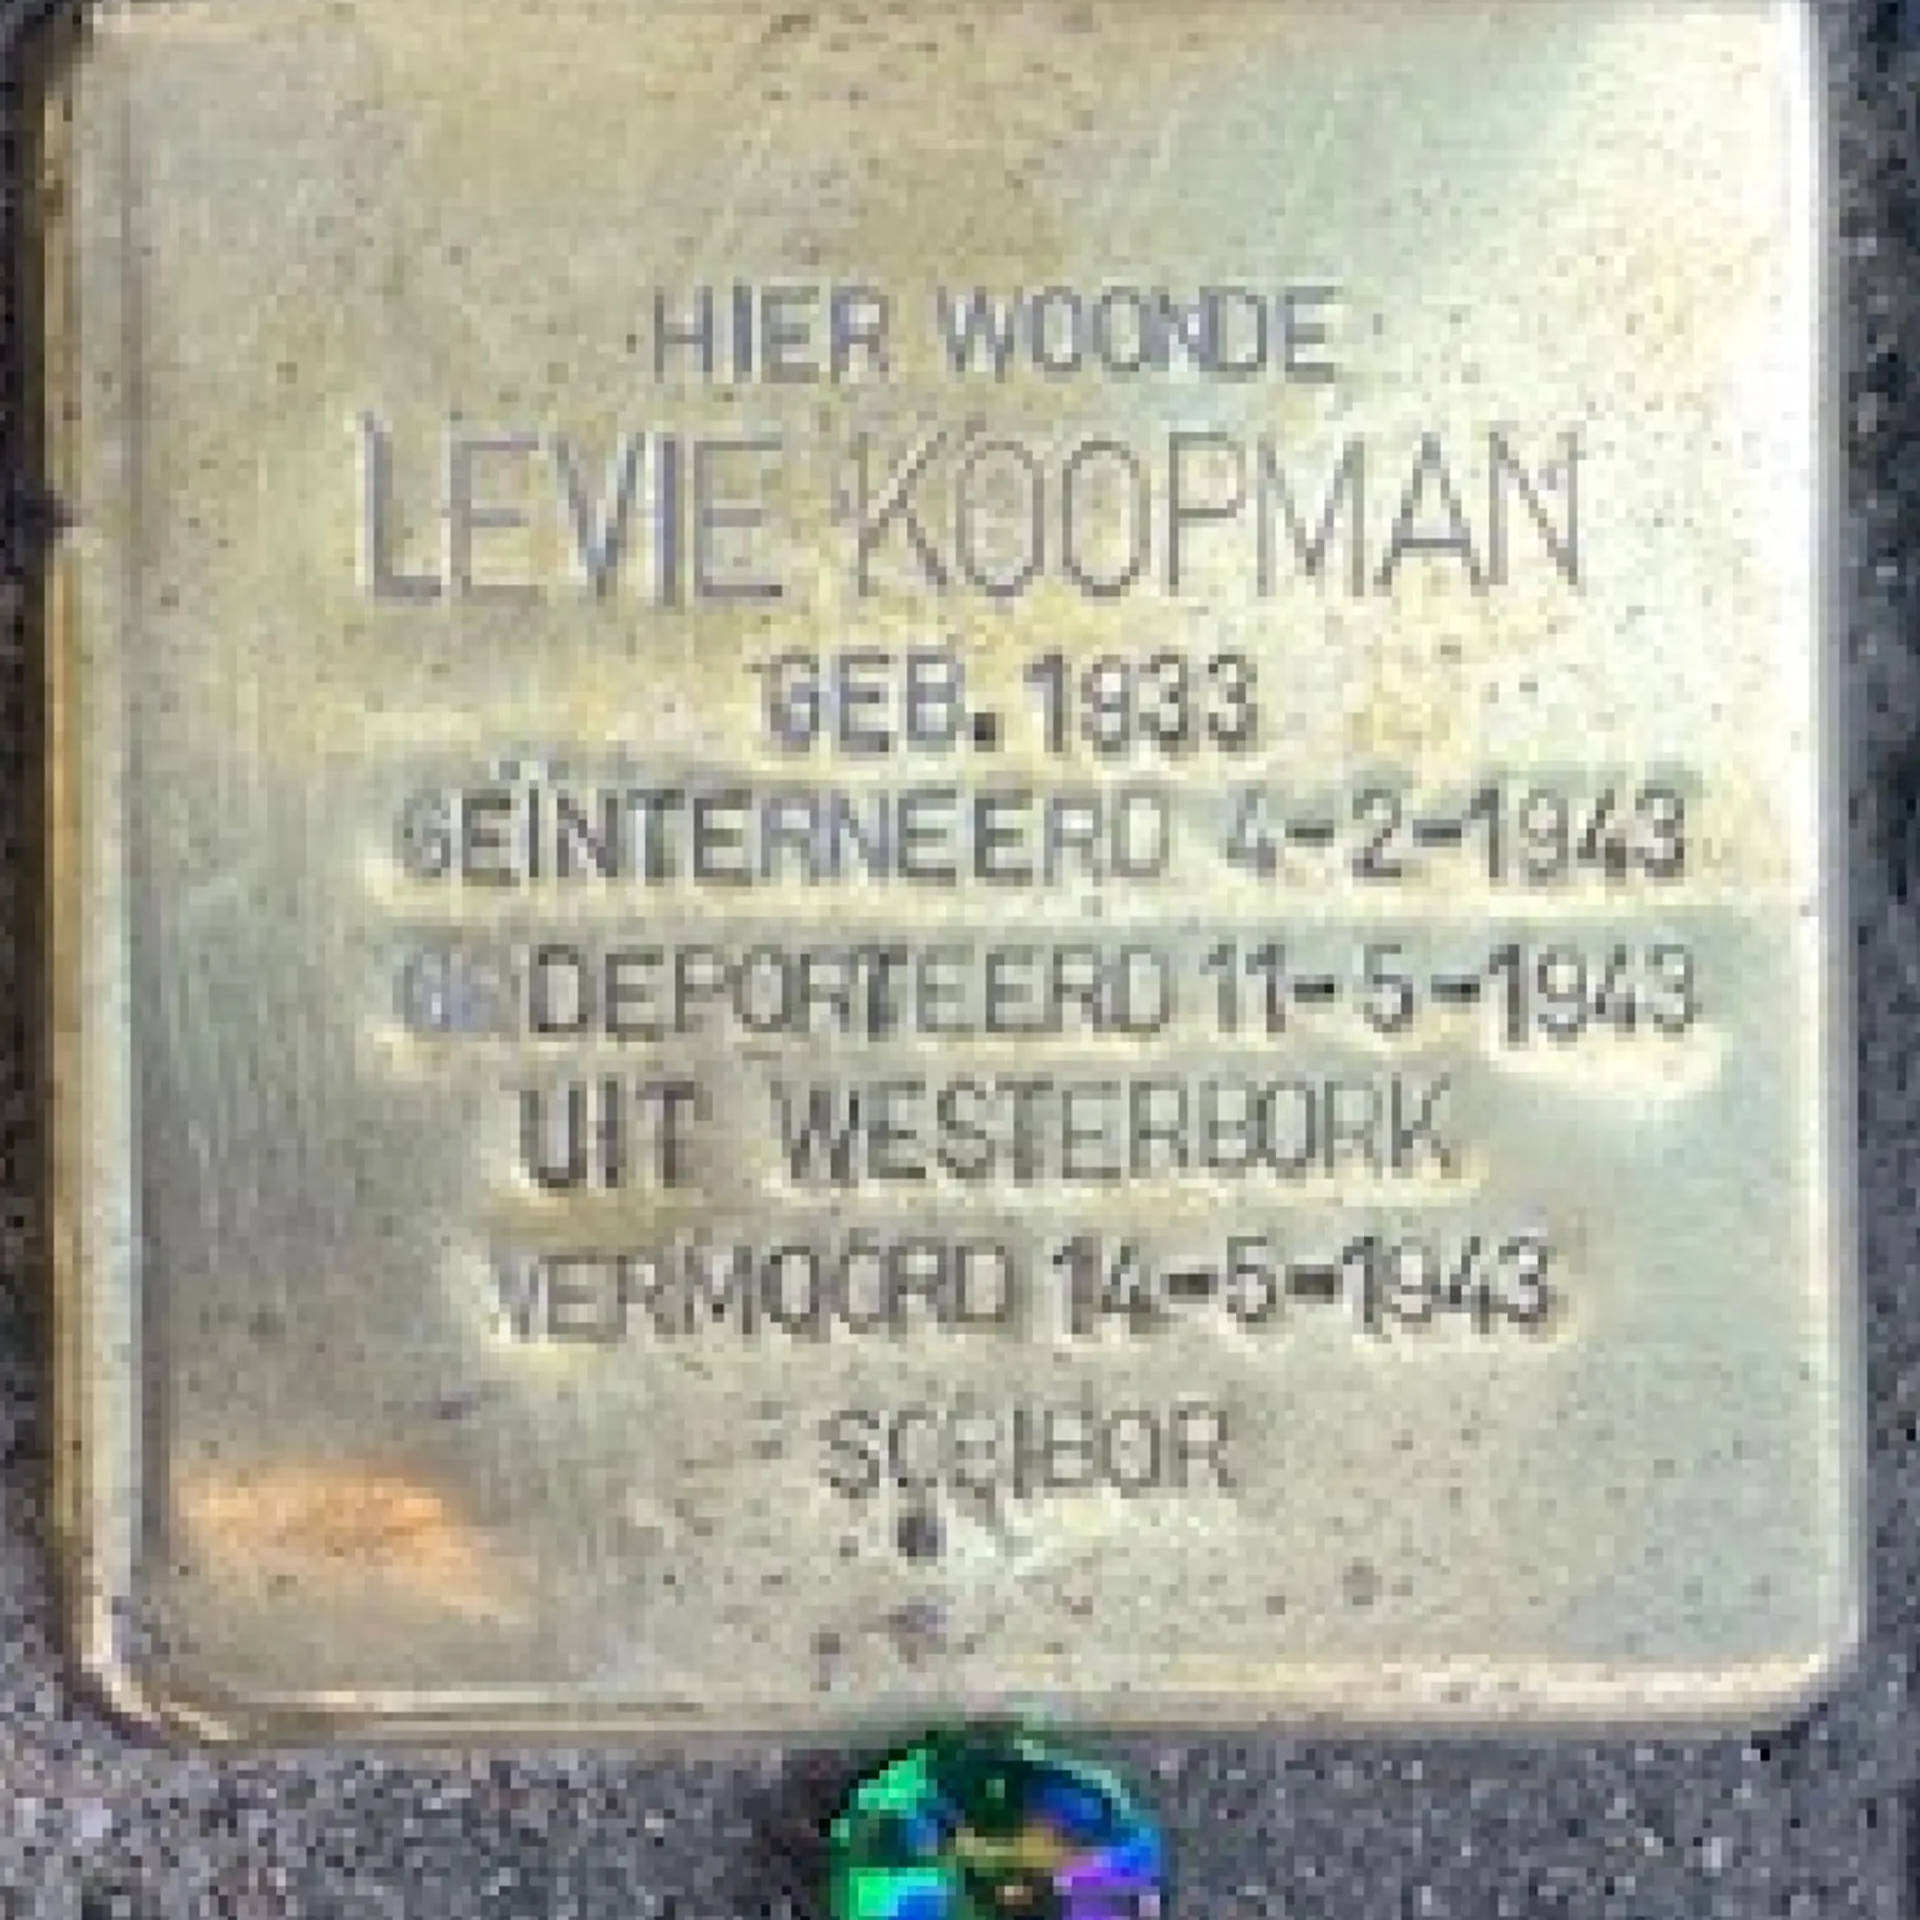 HIER WOONDE
LEVIE KOOPMAN
GEB. 1933
GEÏNTERNEERD 4-2-1943
GEDEPORTEERD 11-5-1943
UIT WESTERBORK
VERMOORD 14-5-1943
SOBIBOR